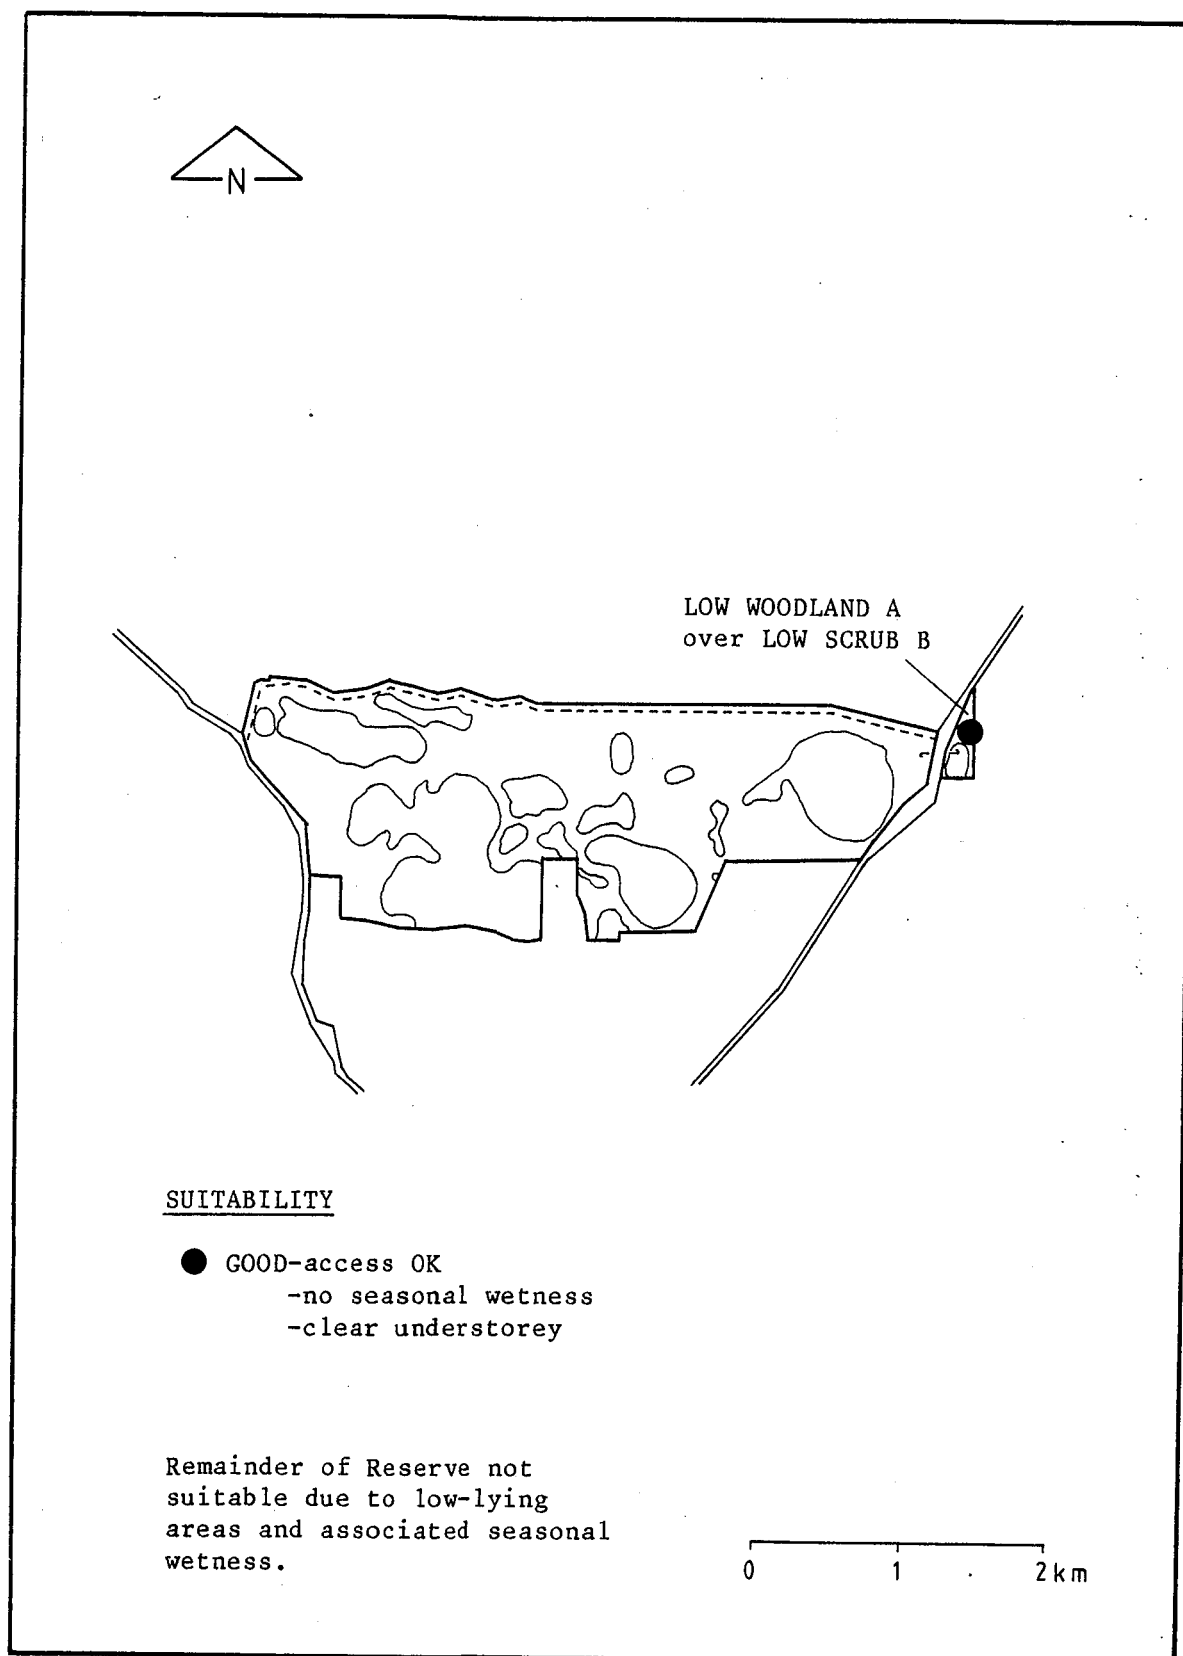 N
LOW WOODLAND A
over LOW SCRUB B
SUITABILITY
GOOD-access OK
-no seasonal wetness
-clear understorey
Remainder of Reserve not
suitable due to low-lying
areas and associated seasonal
wetness.
0 1 2km